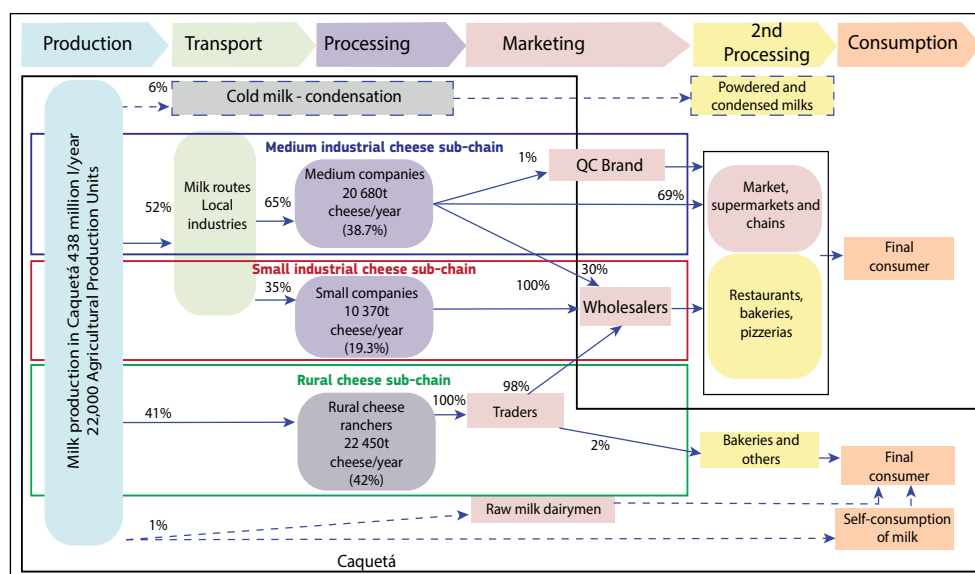 Production
Transport
Processing
Marketing
2nd
Processing
Consumption
Milk production in Caquetá 438 million l/year
22,000 Agricultural Production Units
6%
Cold milk - condensation
Powdered and
condensed milks
Medium industrial cheese sub-chain
52%
Milk routes
Local
industries
65%
Medium companies
20 680t
cheese/year
(38.7%)
1%
QC Brand
69%
30%
Market,
supermarkets and
chains
Final
consumer
Small industrial cheese sub-chain
35%
Small companies
10 370t
cheese/year
(19.3%)
100%
Wholesalers
Restaurants,
bakeries,
pizzerias
Rural cheese sub-chain
41%
Rural cheese
ranchers
22 450t
cheese/year
(42%)
100%
98%
Traders
2%
Bakeries and
others
Final
consumer
1%
Raw milk dairymen
Self-consumption
of milk
Caquetá